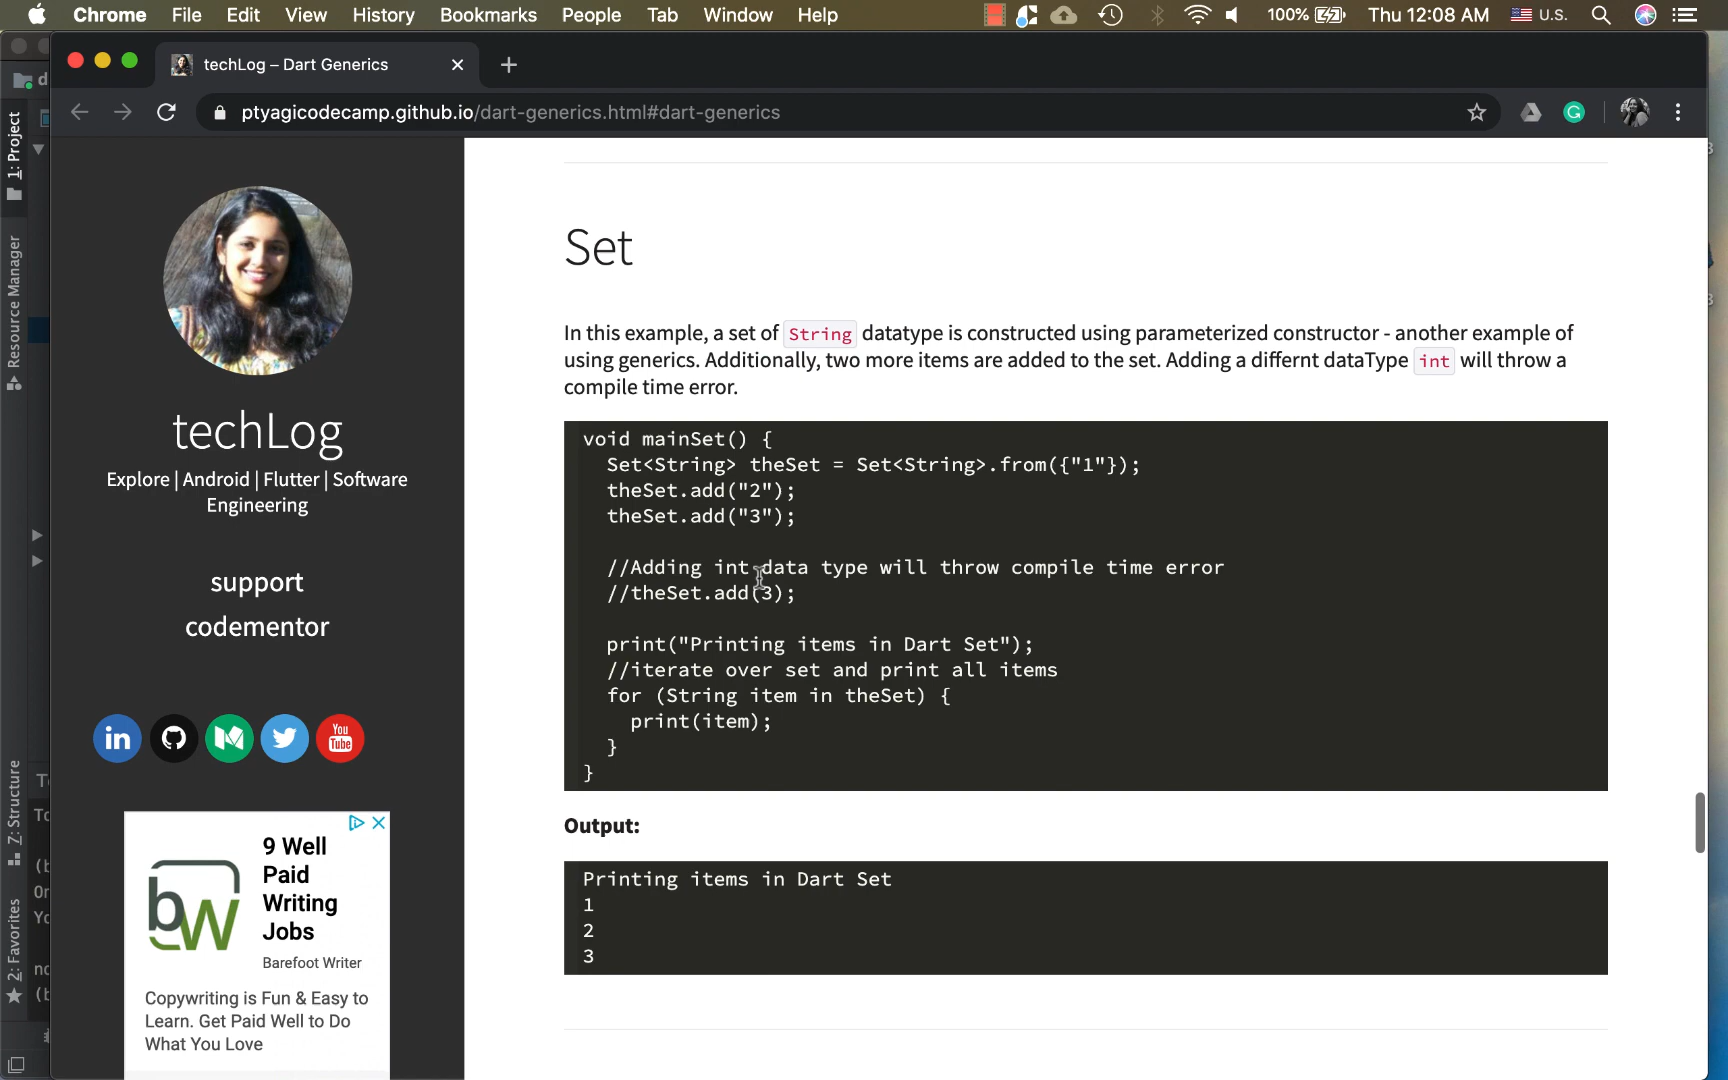 Chrome File Edit View History Bookmarks People Tab Window Help 100% Thu 12:08 AM U.S.
techLog – Dart Generics
ptyagicodecamp.github.io/dart-generics.html#dart-generics
1: Project
Resource Manager
Z: Structure
2: Favorites
techLog
Explore | Android | Flutter | Software
Engineering
support
codementor
in
You
Tube
9 Well
Paid
Writing
Jobs
Barefoot Writer
bW
Copywriting is Fun & Easy to
Learn. Get Paid Well to Do
What You Love
Set
In this example, a set of String datatype is constructed using parameterized constructor - another example of
using generics. Additionally, two more items are added to the set. Adding a differnt dataType int will throw a
compile time error.
void mainSet() {
  Set<String> theSet = Set<String>.from({"1"});
  theSet.add("2");
  theSet.add("3");
  //Adding int data type will throw compile time error
  //theSet.add(3);
  print("Printing items in Dart Set");
  //iterate over set and print all items
  for (String item in theSet) {
    print(item);
  }
}
Output:
Printing items in Dart Set
1
2
3